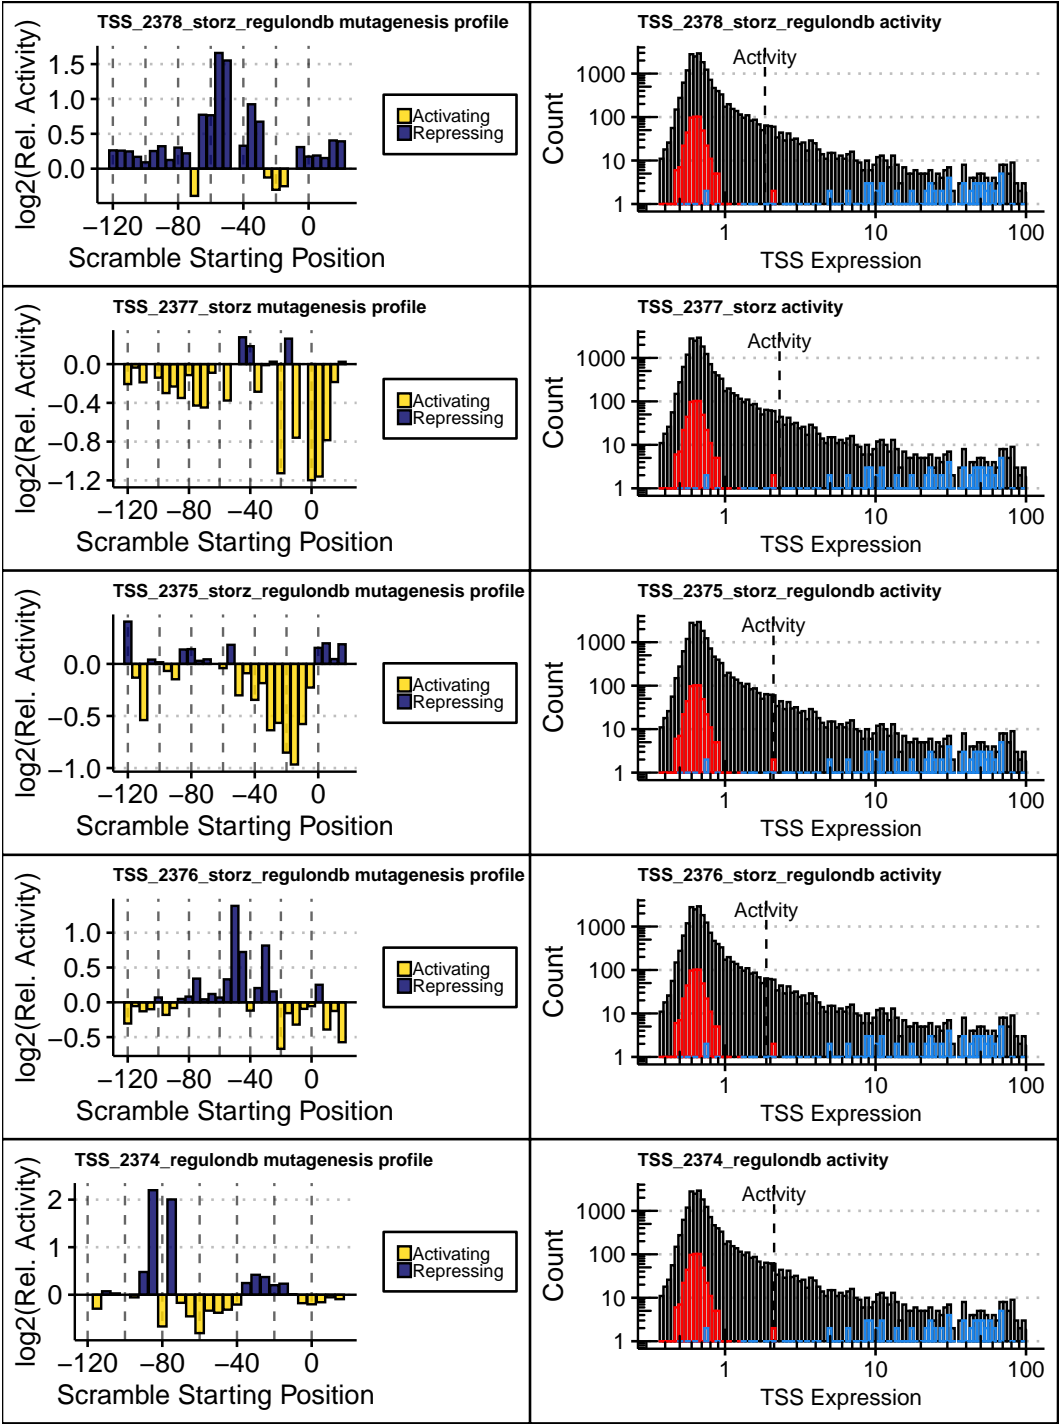 TSS_2378_storz_regulondb mutagenesis profile
log2(Rel. Activity)
1.5
1.0
0.5
0.0
−120 −80 −40 0
Scramble Starting Position
Activating
Repressing
TSS_2378_storz_regulondb activity
Activity
Count
1000
100
10
1
1 10 100
TSS Expression
TSS_2377_storz mutagenesis profile
log2(Rel. Activity)
0.0
−0.4
−0.8
−1.2
−120 −80 −40 0
Scramble Starting Position
Activating
Repressing
TSS_2377_storz activity
Activity
Count
1000
100
10
1
1 10 100
TSS Expression
TSS_2375_storz_regulondb mutagenesis profile
log2(Rel. Activity)
0.0
−0.5
−1.0
−120 −80 −40 0
Scramble Starting Position
Activating
Repressing
TSS_2375_storz_regulondb activity
Activity
Count
1000
100
10
1
1 10 100
TSS Expression
TSS_2376_storz_regulondb mutagenesis profile
log2(Rel. Activity)
1.0
0.5
0.0
−0.5
−120 −80 −40 0
Scramble Starting Position
Activating
Repressing
TSS_2376_storz_regulondb activity
Activity
Count
1000
100
10
1
1 10 100
TSS Expression
TSS_2374_regulondb mutagenesis profile
log2(Rel. Activity)
2
1
0
−120 −80 −40 0
Scramble Starting Position
Activating
Repressing
TSS_2374_regulondb activity
Activity
Count
1000
100
10
1
1 10 100
TSS Expression